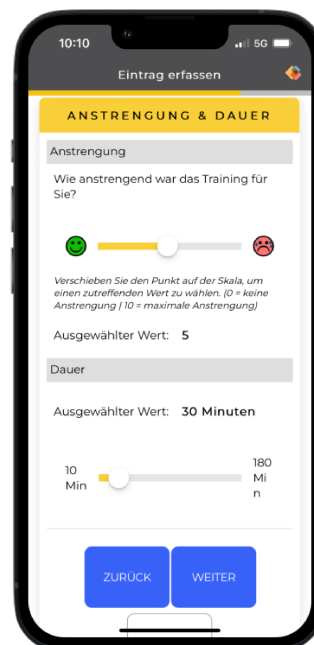 10:10
5G
Eintrag erfassen
ANSTRENGUNG & DAUER
Anstrengung
Wie anstrengend war das Training für
Sie?
Verschieben Sie den Punkt auf der Skala, um
einen zutreffenden Wert zu wählen. (0 = keine
Anstrengung | 10 = maximale Anstrengung)
Ausgewählter Wert: 5
Dauer
Ausgewählter Wert: 30 Minuten
10
Min
180
Mi
n
ZURÜCK
WEITER